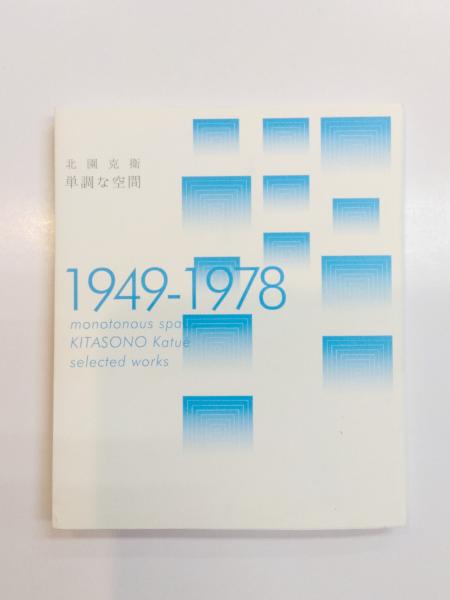 北園克衛
単調な空間
1949-1978
monotonous spa
KITASONO Katue
selected works